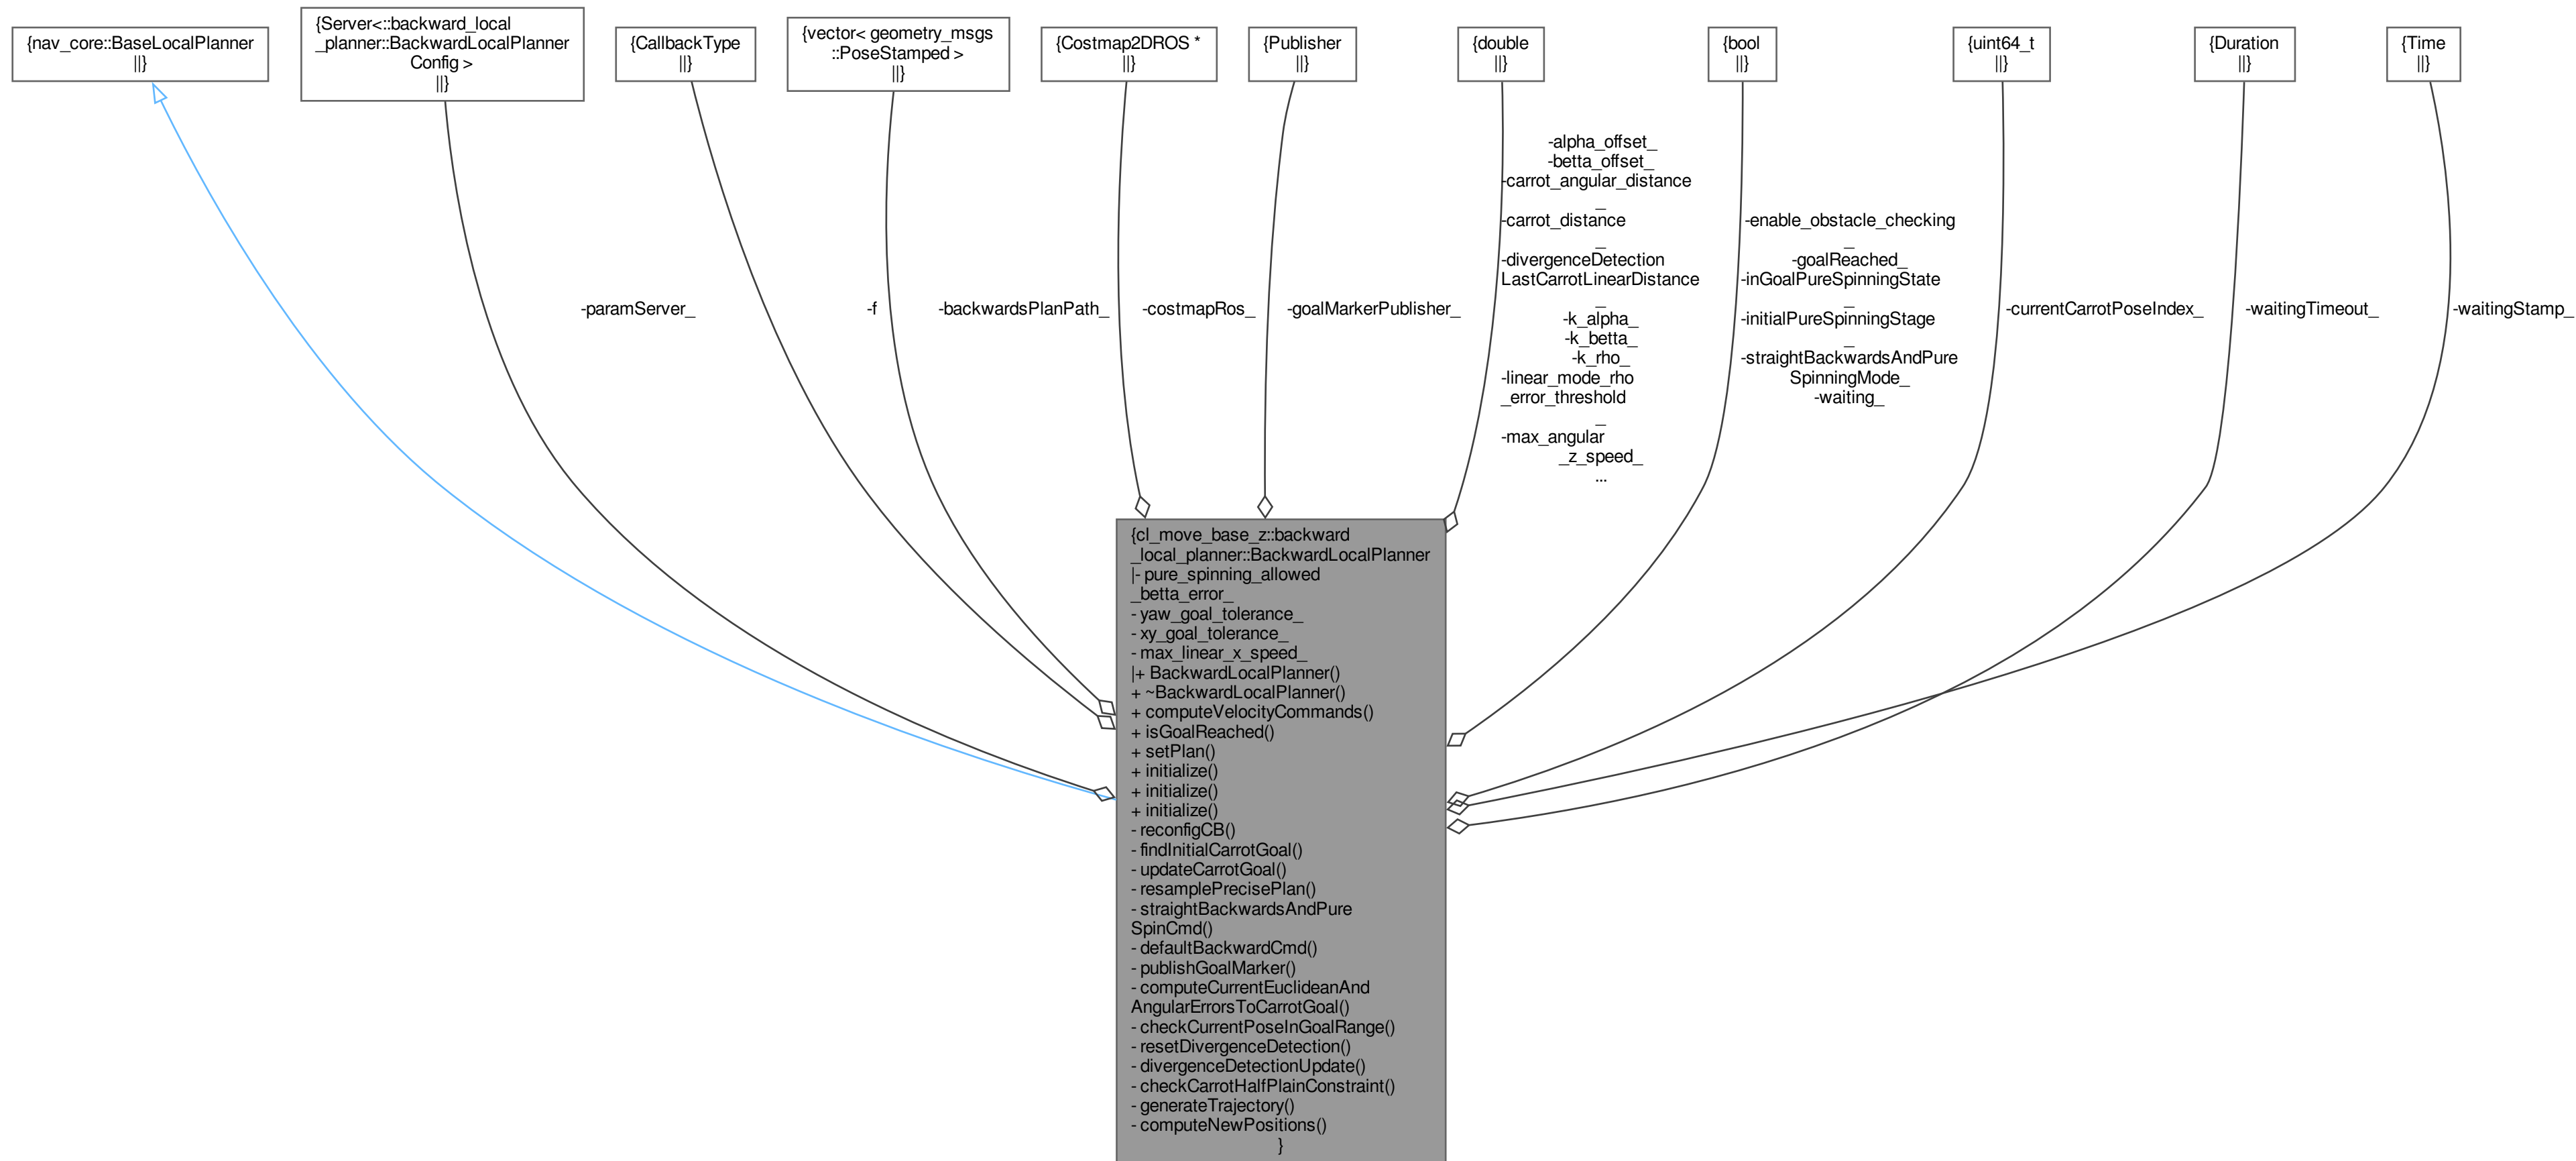 {nav_core::BaseLocalPlanner
||}
{Server<::backward_local
_planner::BackwardLocalPlanner
Config >
||}
{CallbackType
||}
{vector< geometry_msgs
::PoseStamped >
||}
{Costmap2DROS *
||}
{Publisher
||}
{double
||}
{bool
||}
{uint64_t
||}
{Duration
||}
{Time
||}
-paramServer_
-f
-backwardsPlanPath_
-costmapRos_
-goalMarkerPublisher_
-alpha_offset_
-betta_offset_
-carrot_angular_distance
_
-carrot_distance
_
-divergenceDetection
LastCarrotLinearDistance
_
-k_alpha_
-k_betta_
-k_rho_
-linear_mode_rho
_error_threshold
_
-max_angular
_z_speed_
...
-enable_obstacle_checking
_
-goalReached_
-inGoalPureSpinningState
_
-initialPureSpinningStage
_
-straightBackwardsAndPure
SpinningMode_
-waiting_
-currentCarrotPoseIndex_
-waitingTimeout_
-waitingStamp_
{cl_move_base_z::backward
_local_planner::BackwardLocalPlanner
|- pure_spinning_allowed
_betta_error_
- yaw_goal_tolerance_
- xy_goal_tolerance_
- max_linear_x_speed_
|+ BackwardLocalPlanner()
+ ~BackwardLocalPlanner()
+ computeVelocityCommands()
+ isGoalReached()
+ setPlan()
+ initialize()
+ initialize()
+ initialize()
- reconfigCB()
- findInitialCarrotGoal()
- updateCarrotGoal()
- resamplePrecisePlan()
- straightBackwardsAndPure
SpinCmd()
- defaultBackwardCmd()
- publishGoalMarker()
- computeCurrentEuclideanAnd
AngularErrorsToCarrotGoal()
- checkCurrentPoseInGoalRange()
- resetDivergenceDetection()
- divergenceDetectionUpdate()
- checkCarrotHalfPlainConstraint()
- generateTrajectory()
- computeNewPositions()
}